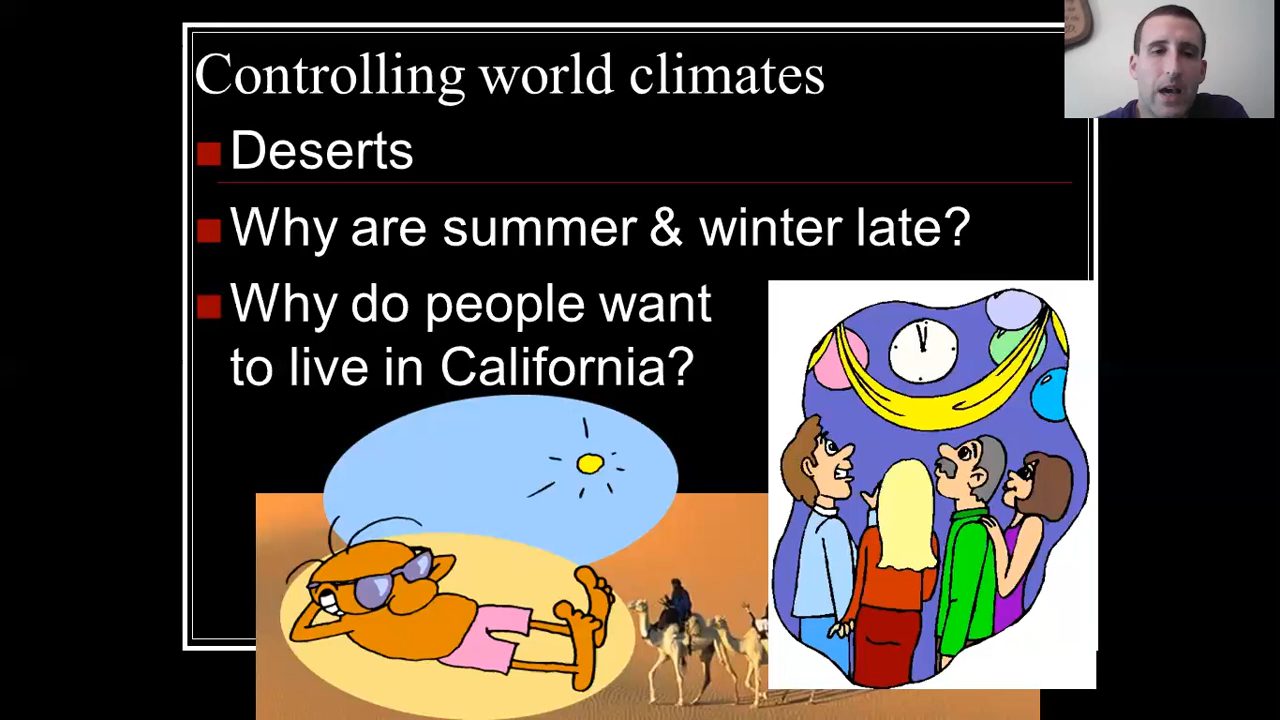 Controlling world climates
Deserts
Why are summer & winter late?
Why do people want
to live in California?